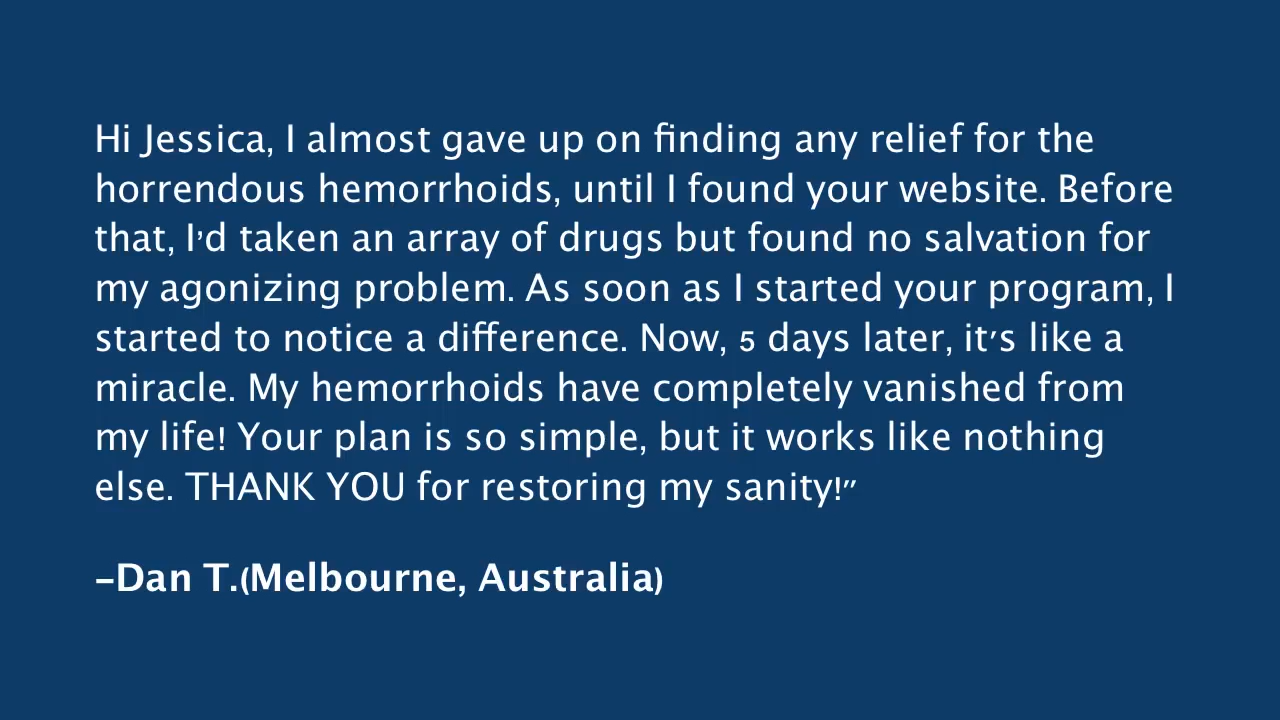 Hi Jessica, I almost gave up on finding any relief for the
horrendous hemorrhoids, until I found your website. Before
that, I'd taken an array of drugs but found no salvation for
my agonizing problem. As soon as I started your program, I
started to notice a difference. Now, 5 days later, it's like a
miracle. My hemorrhoids have completely vanished from
my life! Your plan is so simple, but it works like nothing
else. THANK YOU for restoring my sanity!"
–Dan T.(Melbourne, Australia)